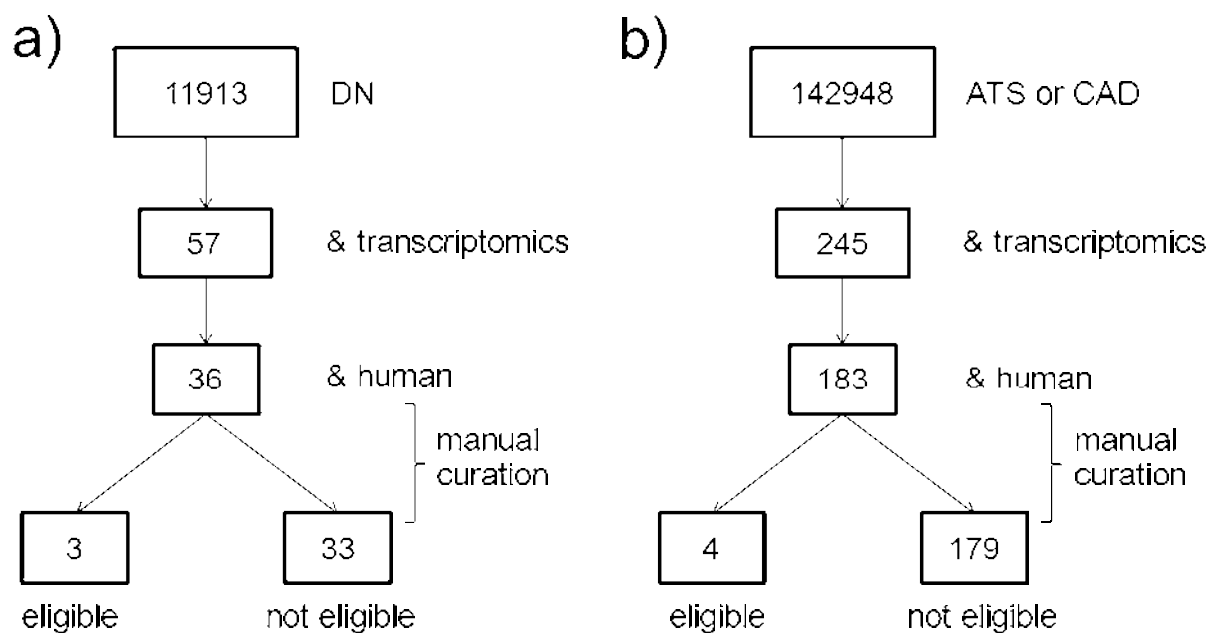 a)
11913 DN
57 & transcriptomics
36 & human
manual
curation
3 33
eligible not eligible
b)
142948 ATS or CAD
245 & transcriptomics
183 & human
manual
curation
4 179
eligible not eligible